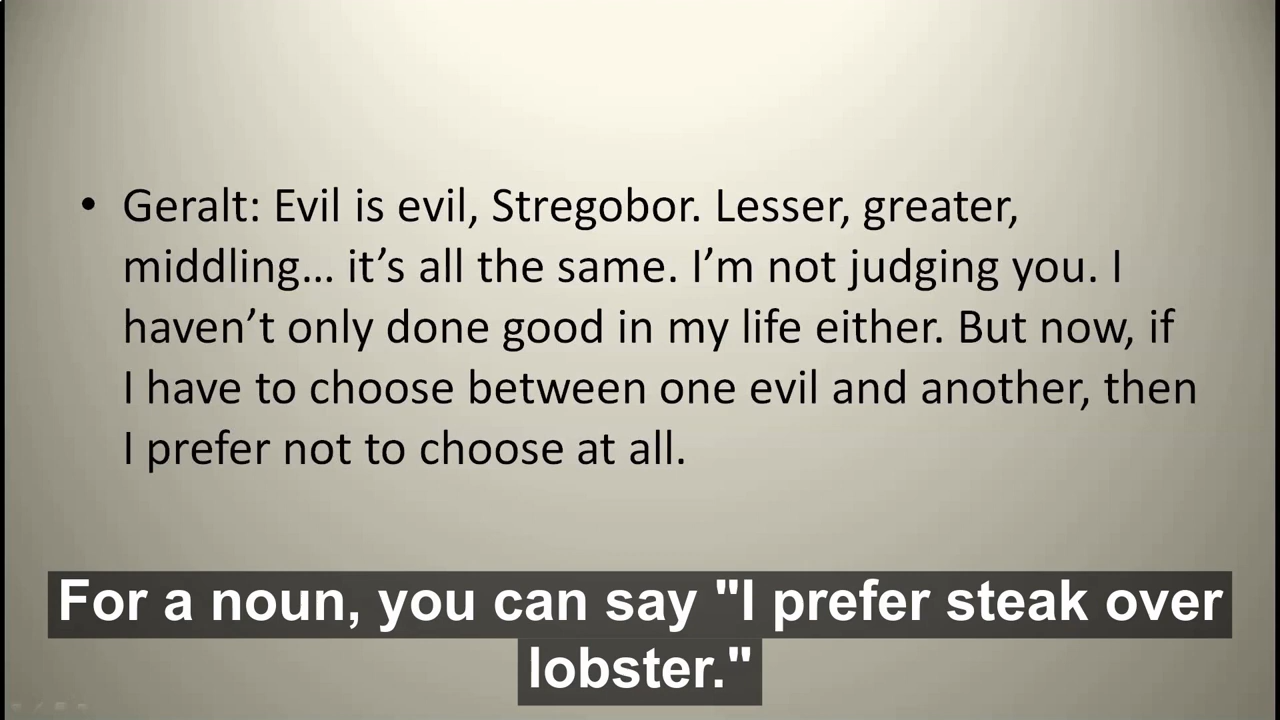 • Geralt: Evil is evil, Stregobor. Lesser, greater,
middling… it’s all the same. I’m not judging you. I
haven’t only done good in my life either. But now, if
I have to choose between one evil and another, then
I prefer not to choose at all.
For a noun, you can say "I prefer steak over
lobster."